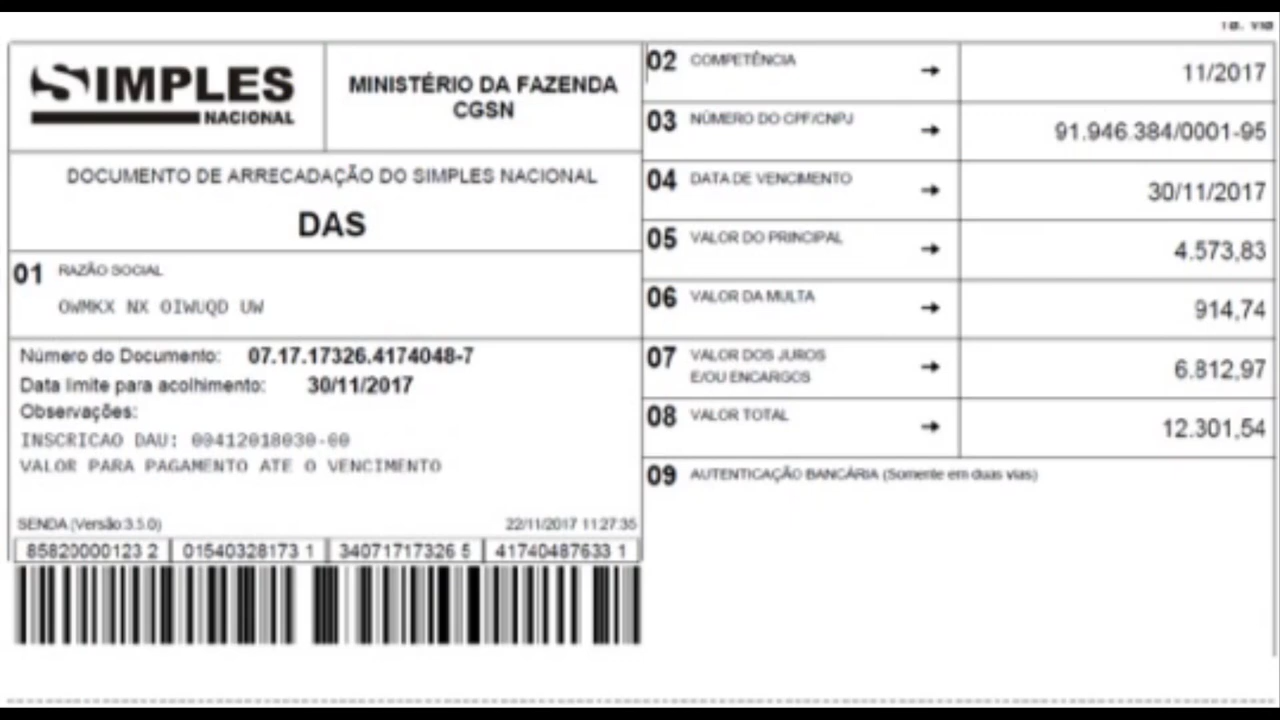 1a. via
SIMPLES
NACIONAL
MINISTÉRIO DA FAZENDA
CGSN
DOCUMENTO DE ARRECADAÇÃO DO SIMPLES NACIONAL
DAS
01 RAZÃO SOCIAL
OWMKX NX OIWUQD UW
Número do Documento: 07.17.17326.4174048-7
Data limite para acolhimento: 30/11/2017
Observações:
INSCRICAO DAU: 00412018030-60
VALOR PARA PAGAMENTO ATE O VENCIMENTO
SENDA (Versão:3.5.0) 22/11/2017 11:27:35
85820000123 2 01540328173 1 34071717326 5 41740487633 1
02 COMPETÊNCIA → 11/2017
03 NÚMERO DO CPF/CNPJ → 91.946.384/0001-95
04 DATA DE VENCIMENTO → 30/11/2017
05 VALOR DO PRINCIPAL → 4.573,83
06 VALOR DA MULTA → 914,74
07 VALOR DOS JUROS
E/OU ENCARGOS → 6.812,97
08 VALOR TOTAL → 12.301,54
09 AUTENTICAÇÃO BANCÁRIA (Somente em duas vias)